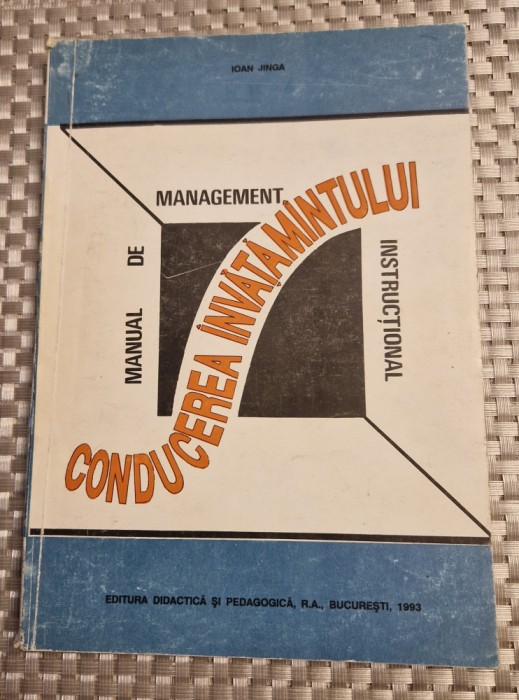 IOAN JINGA
MANUAL DE
MANAGEMENT
INSTRUCȚIONAL
CONDUCEREA ÎNVĂȚĂMÎNTULUI
EDITURA DIDACTICĂ ȘI PEDAGOGICĂ, R.A., BUCUREȘTI, 1993